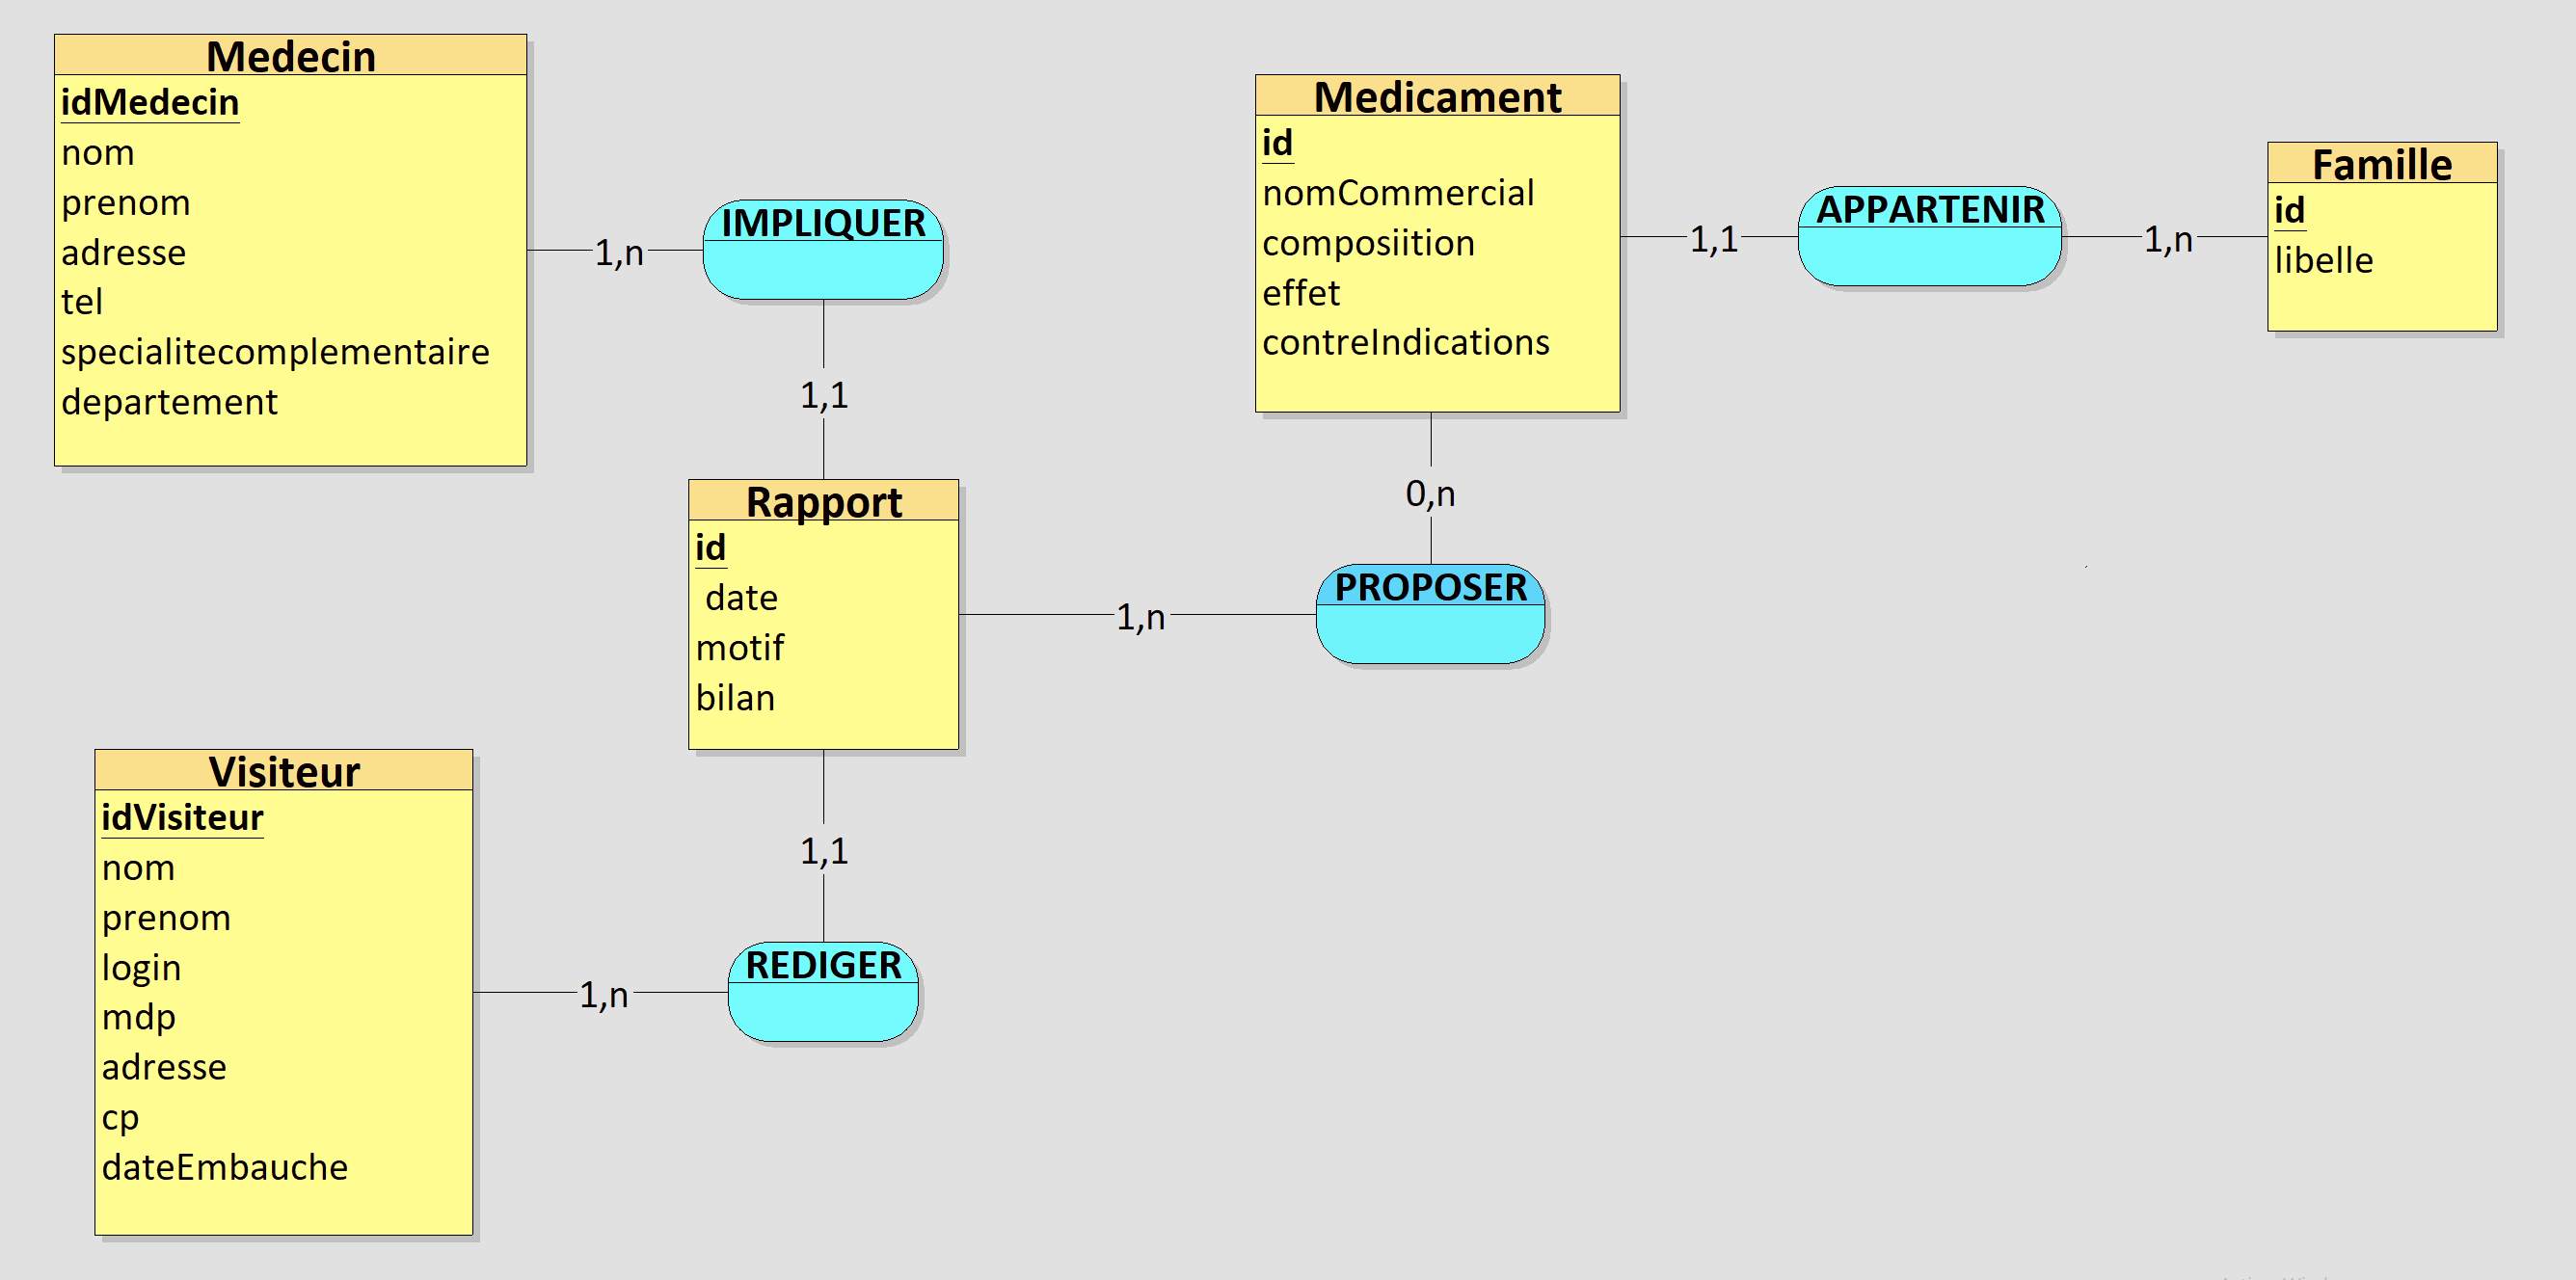 Medecin
idMedecin
nom
prenom
adresse
tel
specialitecomplementaire
departement
1,n
IMPLIQUER
1,1
Medicament
id
nomCommercial
composiition
effet
contreIndications
1,1
APPARTENIR
1,n
Famille
id
libelle
0,n
Rapport
id
date
motif
bilan
1,n
PROPOSER
1,1
Visiteur
idVisiteur
nom
prenom
login
mdp
adresse
cp
dateEmbauche
1,n
REDIGER